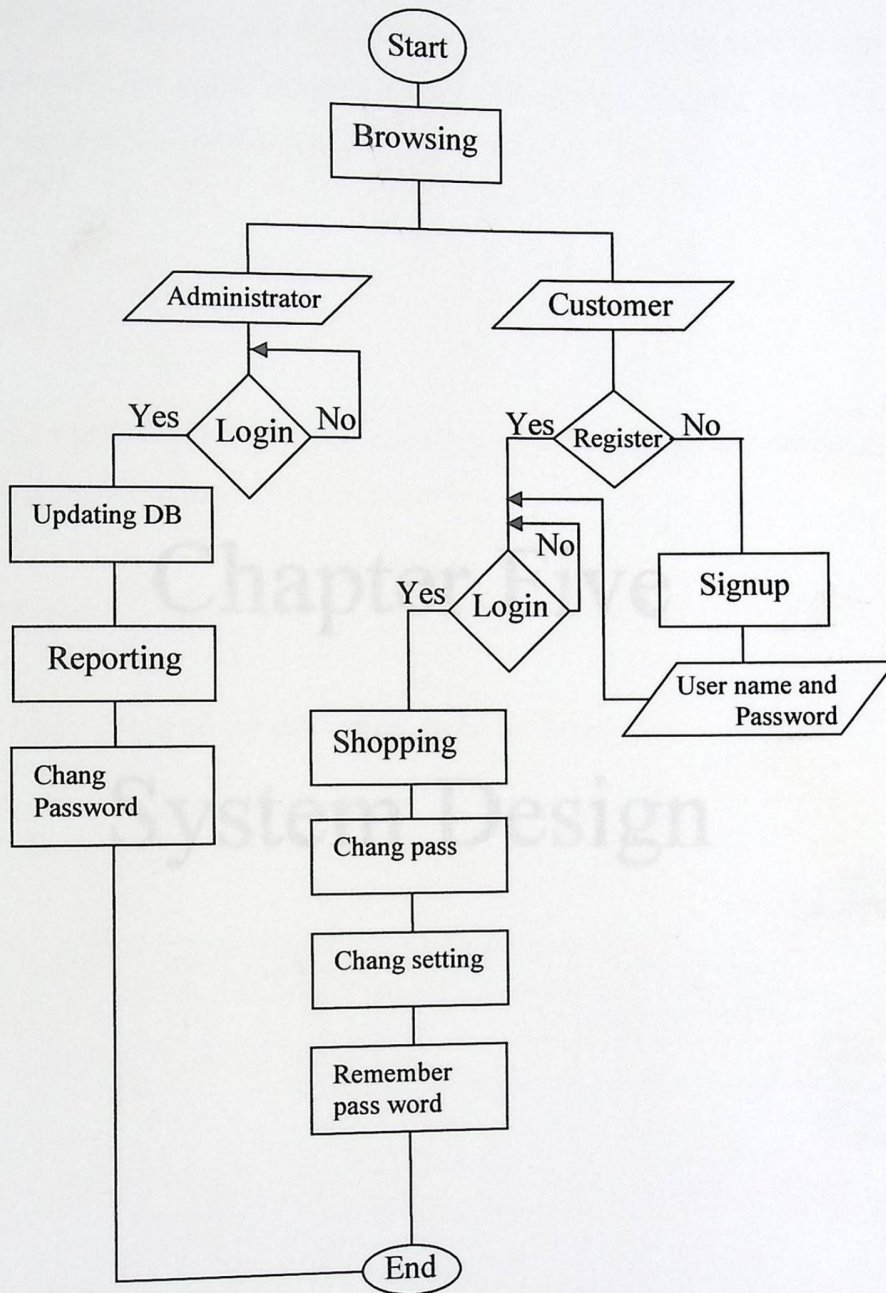 Start
Browsing
Administrator
Customer
Yes
Login
No
Yes
Register
No
Updating DB
No
Yes
Login
Signup
Reporting
User name and
Password
Shopping
Chang
Password
Chang pass
Chang setting
Remember
pass word
End
Chapter Five
System Design